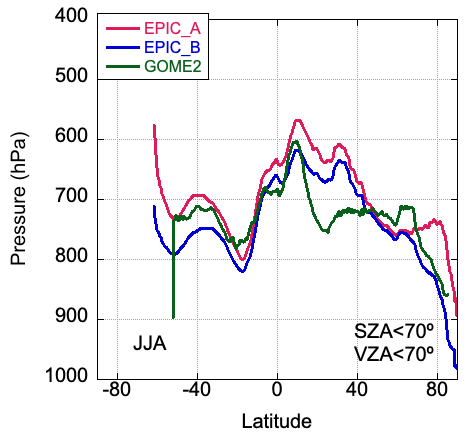 400
500
600
700
800
900
1000
Pressure (hPa)
EPIC_A
EPIC_B
GOME2
JJA
SZA<70º
VZA<70º
-80
-40
0
40
80
Latitude